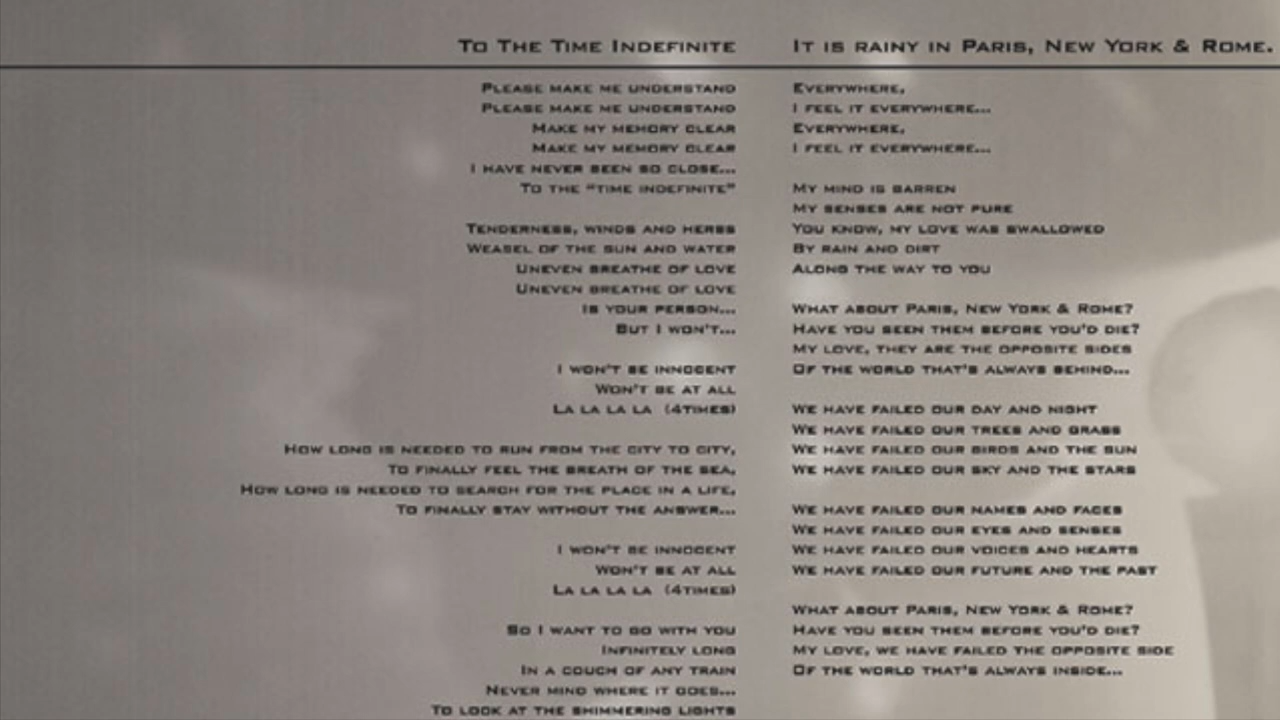 To The Time Indefinite
Please make me understand
Please make me understand
Make my memory clear
Make my memory clear
I have never been so close...
To the "time indefinite"
Tenderness, winds and herbs
Weasel of the sun and water
Uneven breathe of love
Uneven breathe of love
Is your person...
But I won't...
I won't be innocent
Won't be at all
La la la la (4times)
How long is needed to run from the city to city,
To finally feel the breath of the sea,
How long is needed to search for the place in a life,
To finally stay without the answer...
I won't be innocent
Won't be at all
La la la la (4times)
So I want to go with you
Infinitely long
In a couch of any train
Never mind where it goes...
To look at the shimmering lights
It is rainy in Paris, New York & Rome.
Everywhere,
I feel it everywhere...
Everywhere,
I feel it everywhere...
My mind is barren
My senses are not pure
You know, my love was swallowed
By rain and dirt
Along the way to you
What about Paris, New York & Rome?
Have you seen them before you'd die?
My love, they are the opposite sides
Of the world that's always behind...
We have failed our day and night
We have failed our trees and grass
We have failed our birds and the sun
We have failed our sky and the stars
We have failed our names and faces
We have failed our eyes and senses
We have failed our voices and hearts
We have failed our future and the past
What about Paris, New York & Rome?
Have you seen them before you'd die?
My love, we have failed the opposite side
Of the world that's always inside...